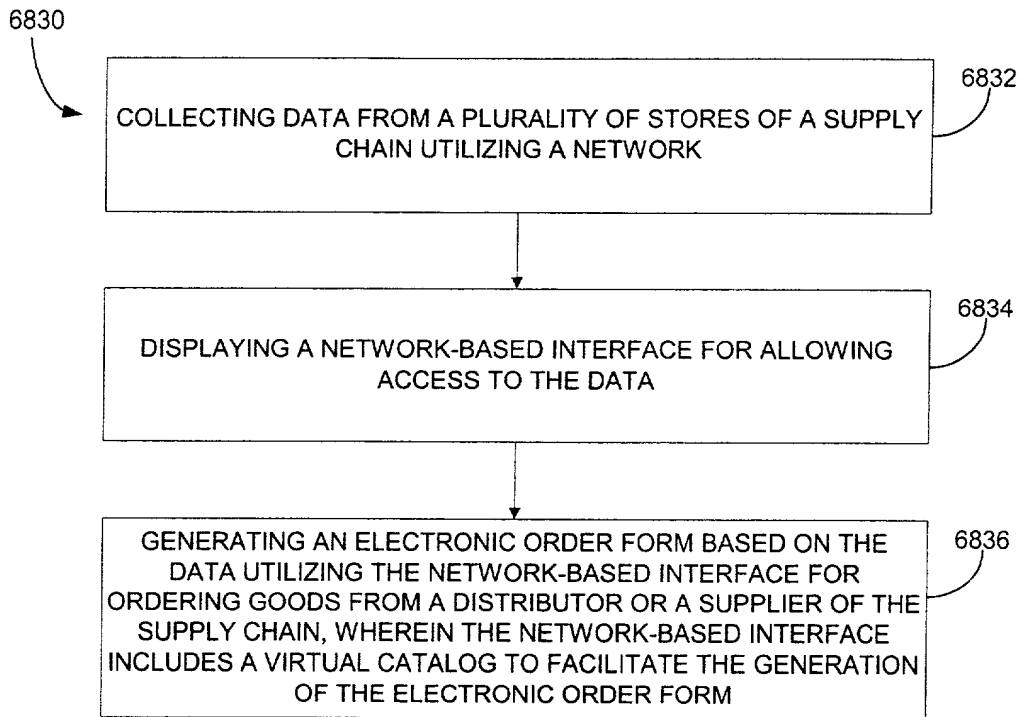 6830
6832
COLLECTING DATA FROM A PLURALITY OF STORES OF A SUPPLY
CHAIN UTILIZING A NETWORK
6834
DISPLAYING A NETWORK-BASED INTERFACE FOR ALLOWING
ACCESS TO THE DATA
6836
GENERATING AN ELECTRONIC ORDER FORM BASED ON THE
DATA UTILIZING THE NETWORK-BASED INTERFACE FOR
ORDERING GOODS FROM A DISTRIBUTOR OR A SUPPLIER OF THE
SUPPLY CHAIN, WHEREIN THE NETWORK-BASED INTERFACE
INCLUDES A VIRTUAL CATALOG TO FACILITATE THE GENERATION
OF THE ELECTRONIC ORDER FORM